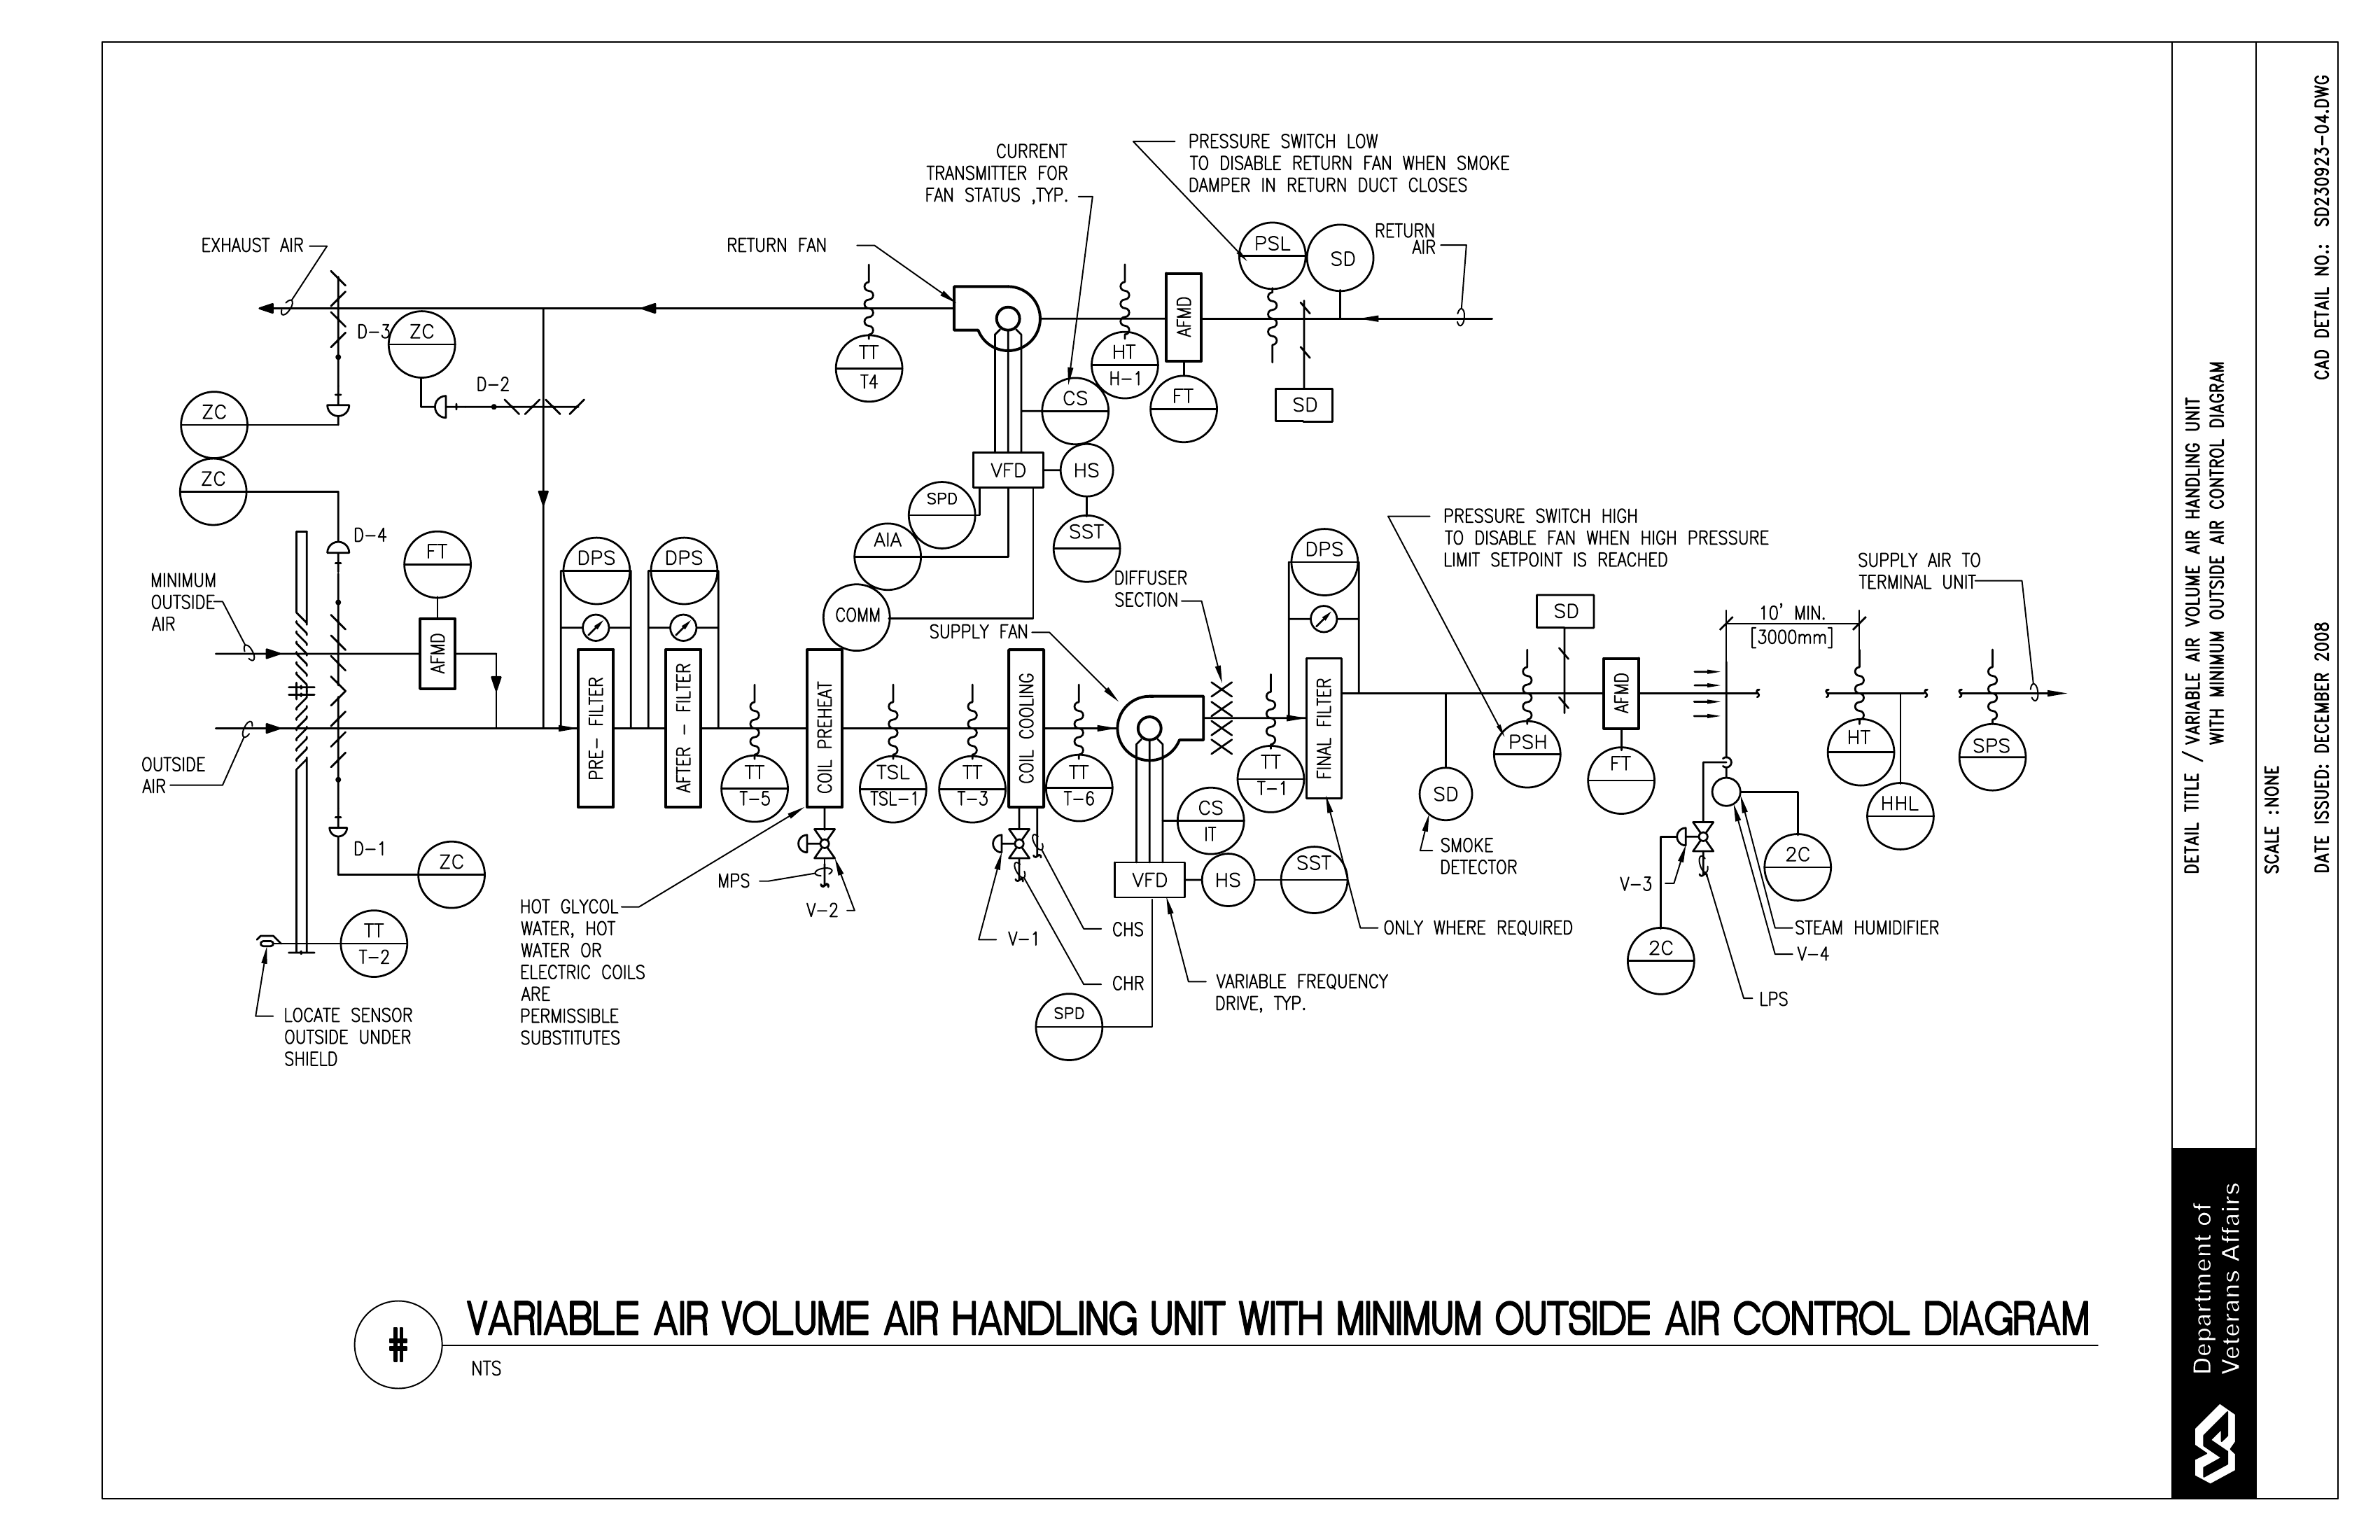 CURRENT
TRANSMITTER FOR
FAN STATUS ,TYP.
PRESSURE SWITCH LOW
TO DISABLE RETURN FAN WHEN SMOKE
DAMPER IN RETURN DUCT CLOSES
EXHAUST AIR
RETURN FAN
PSL
SD
RETURN
AIR
D-3
ZC
D-2
TT
T4
HT
H-1
AFMD
FT
CS
SD
ZC
ZC
D-4
VFD
HS
SPD
AIA
SST
COMM
FT
MINIMUM
OUTSIDE
AIR
AFMD
DPS
DPS
DIFFUSER
SECTION
SUPPLY FAN
DPS
PRESSURE SWITCH HIGH
TO DISABLE FAN WHEN HIGH PRESSURE
LIMIT SETPOINT IS REACHED
SD
SUPPLY AIR TO
TERMINAL UNIT
10' MIN.
[3000mm]
OUTSIDE
AIR
PRE- FILTER
AFTER - FILTER
TT
T-5
COIL PREHEAT
TSL
TSL-1
TT
T-3
COIL COOLING
TT
T-6
TT
T-1
FINAL FILTER
SD
SMOKE
DETECTOR
PSH
AFMD
FT
HT
HHL
SPS
D-1
ZC
TT
T-2
LOCATE SENSOR
OUTSIDE UNDER
SHIELD
MPS
V-2
HOT GLYCOL
WATER, HOT
WATER OR
ELECTRIC COILS
ARE
PERMISSIBLE
SUBSTITUTES
V-1
CHS
CHR
CS
IT
VFD
HS
SST
SPD
VARIABLE FREQUENCY
DRIVE, TYP.
ONLY WHERE REQUIRED
V-3
2C
2C
STEAM HUMIDIFIER
V-4
LPS
#
VARIABLE AIR VOLUME AIR HANDLING UNIT WITH MINIMUM OUTSIDE AIR CONTROL DIAGRAM
NTS
DETAIL TITLE / VARIABLE AIR VOLUME AIR HANDLING UNIT
WITH MINIMUM OUTSIDE AIR CONTROL DIAGRAM
SCALE :NONE
DATE ISSUED: DECEMBER 2008
CAD DETAIL NO.: SD230923-04.DWG
Department of
Veterans Affairs